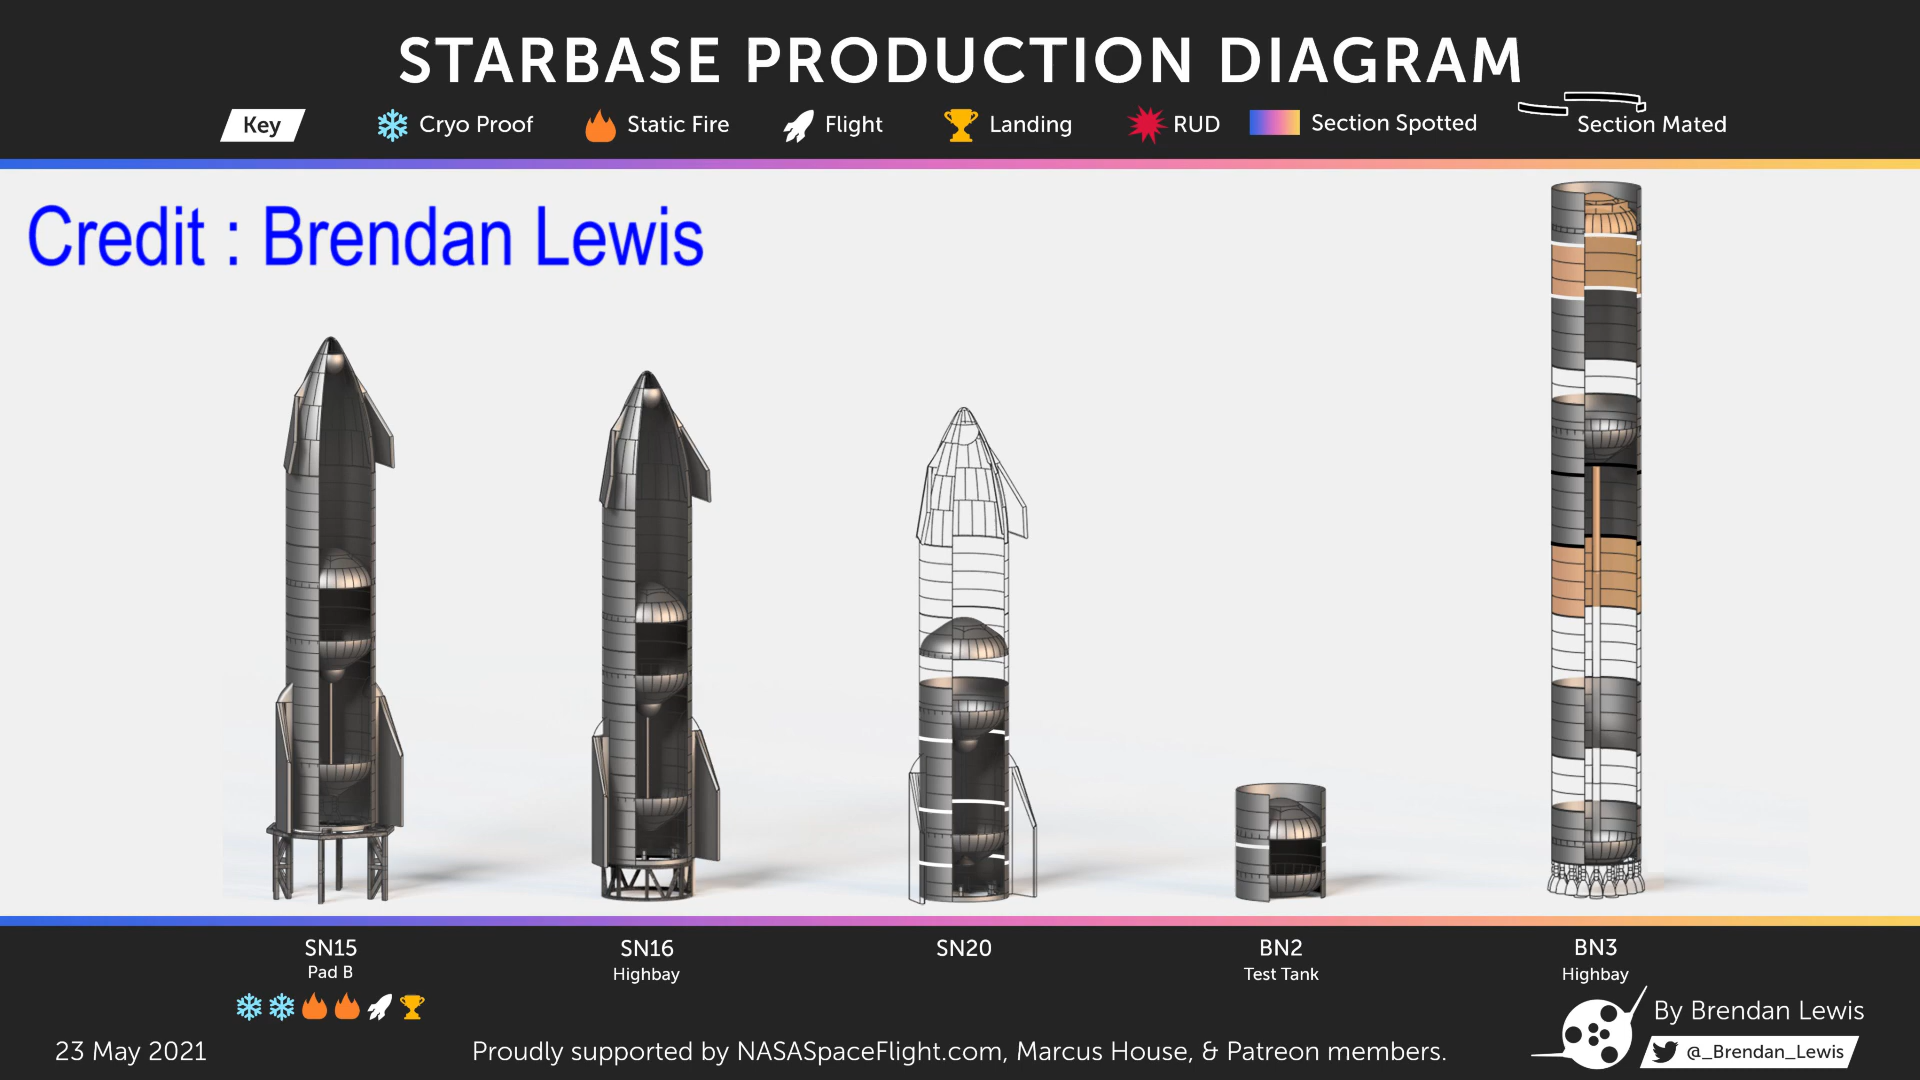 STARBASE PRODUCTION DIAGRAM
Key Cryo Proof Static Fire Flight Landing RUD Section Spotted Section Mated
Credit : Brendan Lewis
SN15 SN16 SN20 BN2 BN3
Pad B Highbay Test Tank Highbay
By Brendan Lewis
23 May 2021 Proudly supported by NASASpaceFlight.com, Marcus House, & Patreon members. @_Brendan_Lewis